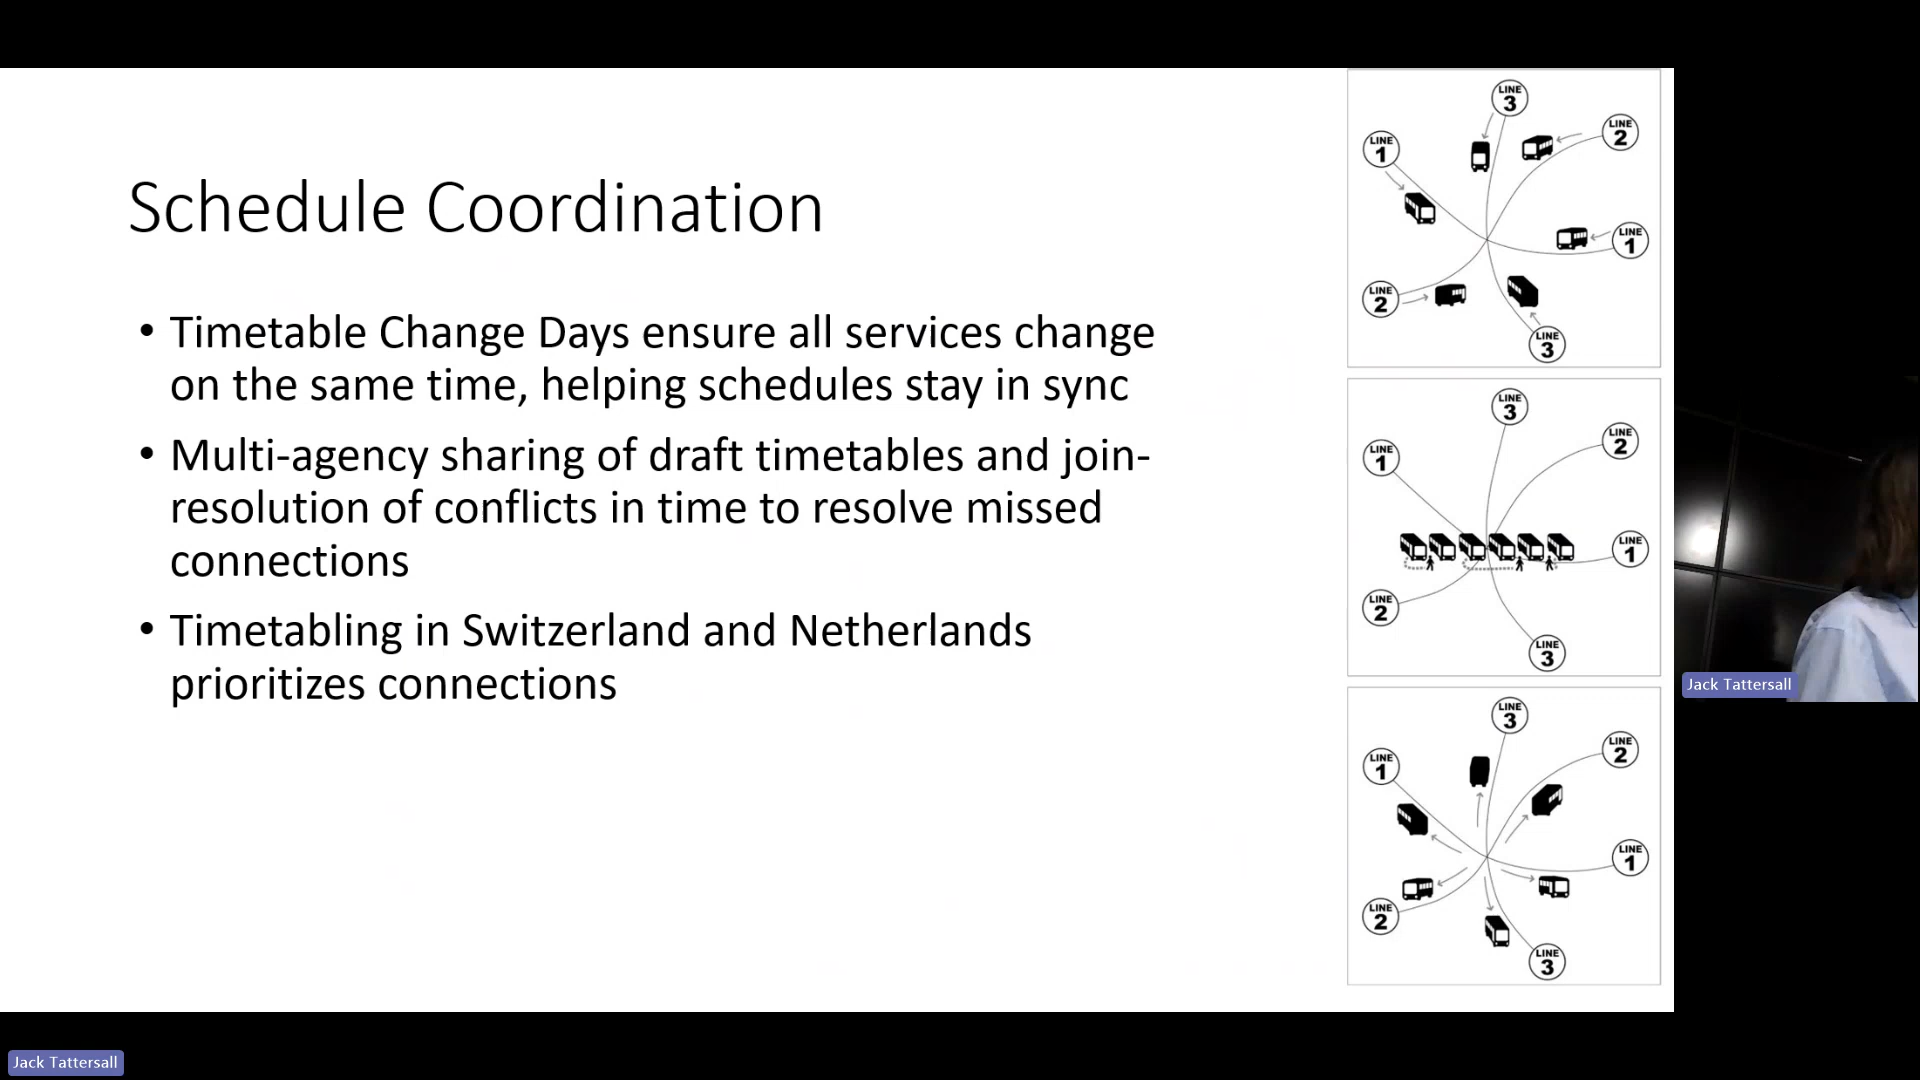 Schedule Coordination
• Timetable Change Days ensure all services change
on the same time, helping schedules stay in sync
• Multi-agency sharing of draft timetables and join-
resolution of conflicts in time to resolve missed
connections
• Timetabling in Switzerland and Netherlands
prioritizes connections
LINE
3
LINE
2
LINE
1
LINE
1
LINE
2
LINE
3
LINE
3
LINE
2
LINE
1
LINE
1
LINE
2
LINE
3
LINE
3
LINE
2
LINE
1
LINE
1
LINE
2
LINE
3
Jack Tattersall
Jack Tattersall